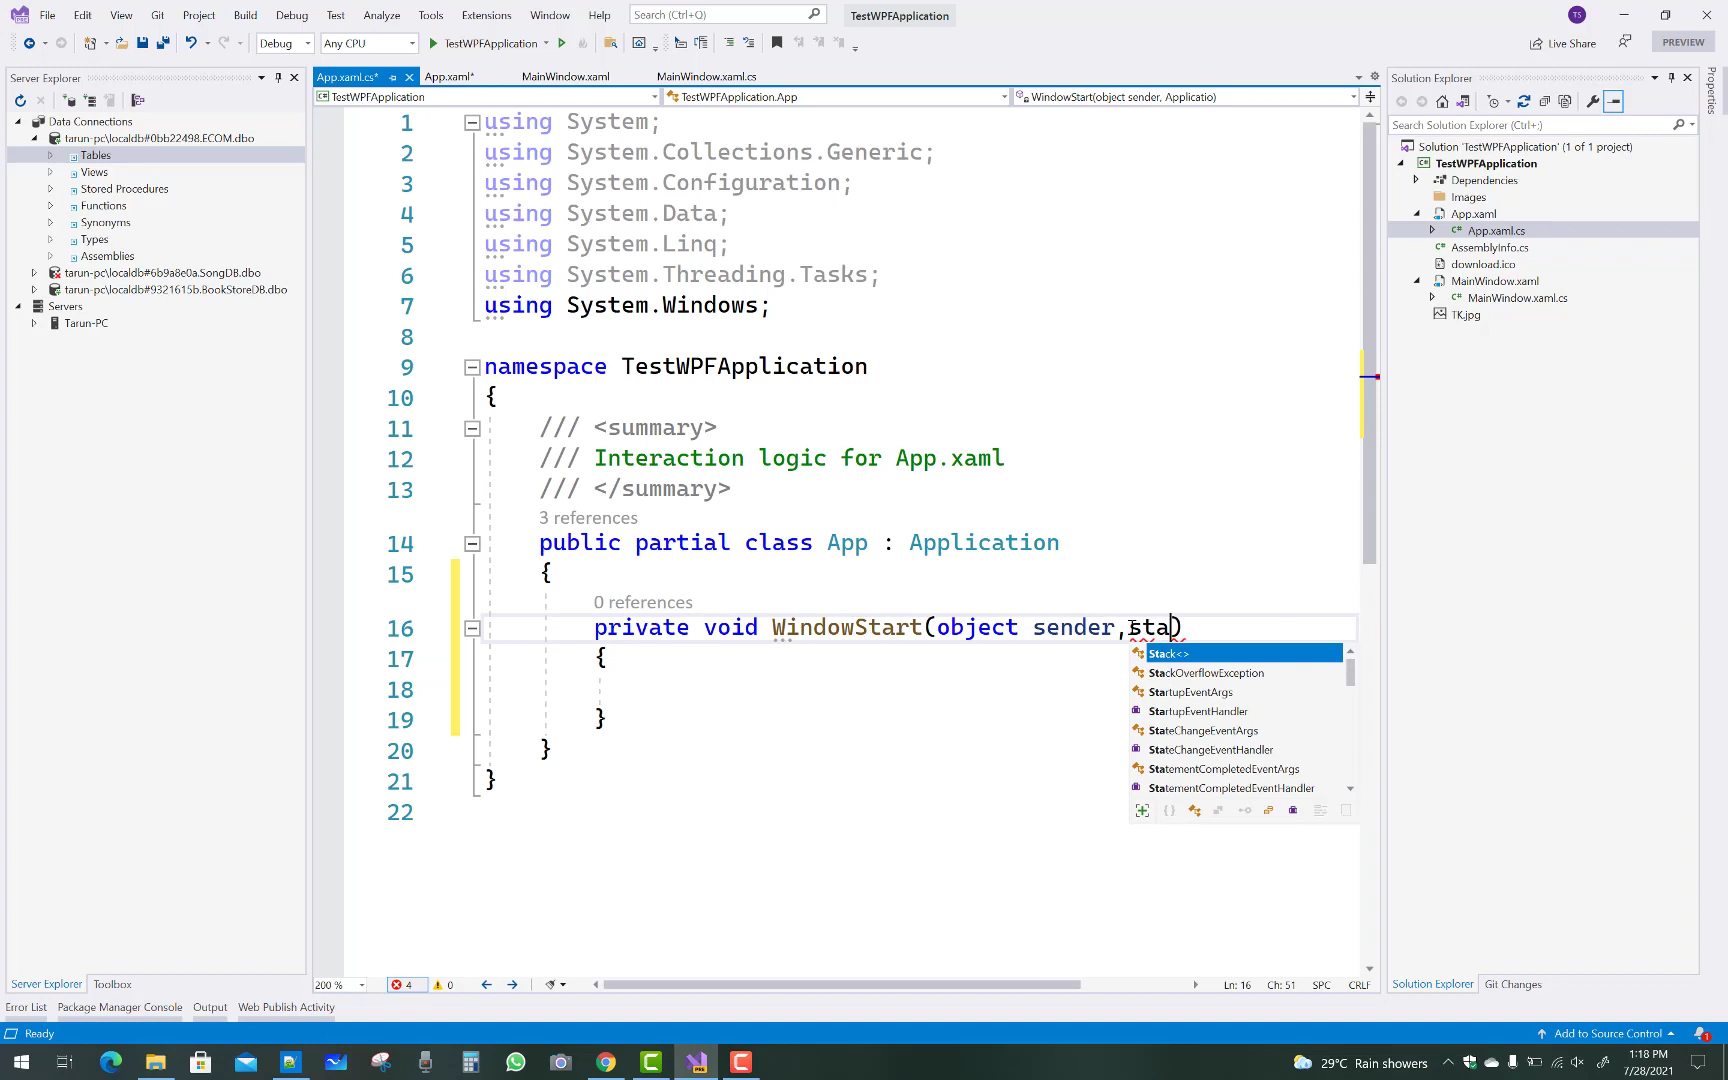 File Edit View Git Project Build Debug Test Analyze Tools Extensions Window Help Search (Ctrl+Q) TestWPFApplication TS
Debug Any CPU TestWPFApplication Live Share PREVIEW
Server Explorer
Data Connections
tarun-pc\localdb#0bb22498.ECOM.dbo
Tables
Views
Stored Procedures
Functions
Synonyms
Types
Assemblies
tarun-pc\localdb#6b9a8e0a.SongDB.dbo
tarun-pc\localdb#9321615b.BookStoreDB.dbo
Servers
Tarun-PC
Server Explorer Toolbox
App.xaml.cs* App.xaml* MainWindow.xaml MainWindow.xaml.cs
TestWPFApplication TestWPFApplication.App WindowStart(object sender, Applicatio)
1 using System;
2 using System.Collections.Generic;
3 using System.Configuration;
4 using System.Data;
5 using System.Linq;
6 using System.Threading.Tasks;
7 using System.Windows;
8
9 namespace TestWPFApplication
10 {
11 /// <summary>
12 /// Interaction logic for App.xaml
13 /// </summary>
3 references
14 public partial class App : Application
15 {
0 references
16 private void WindowStart(object sender,sta)
17 {
18
19 }
20 }
21 }
22
Stack<>
StackOverflowException
StartupEventArgs
StartupEventHandler
StateChangeEventArgs
StateChangeEventHandler
StatementCompletedEventArgs
StatementCompletedEventHandler
200 % 4 0 Ln: 16 Ch: 51 SPC CRLF
Solution Explorer
Search Solution Explorer (Ctrl+;)
Solution 'TestWPFApplication' (1 of 1 project)
TestWPFApplication
Dependencies
Images
App.xaml
App.xaml.cs
AssemblyInfo.cs
download.ico
MainWindow.xaml
MainWindow.xaml.cs
TK.jpg
Solution Explorer Git Changes
Properties
Error List Package Manager Console Output Web Publish Activity
Ready Add to Source Control 1
29°C Rain showers 1:18 PM
7/28/2021